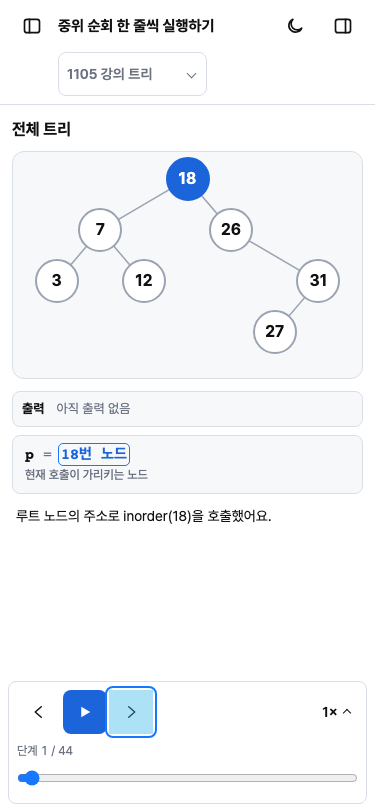 중위 순회 한 줄씩 실행하기
1105 강의 트리
전체 트리
18
7
26
3
12
31
27
출력 아직 출력 없음
p = 18번 노드
현재 호출이 가리키는 노드
루트 노드의 주소로 inorder(18)을 호출했어요.
1×
단계 1 / 44